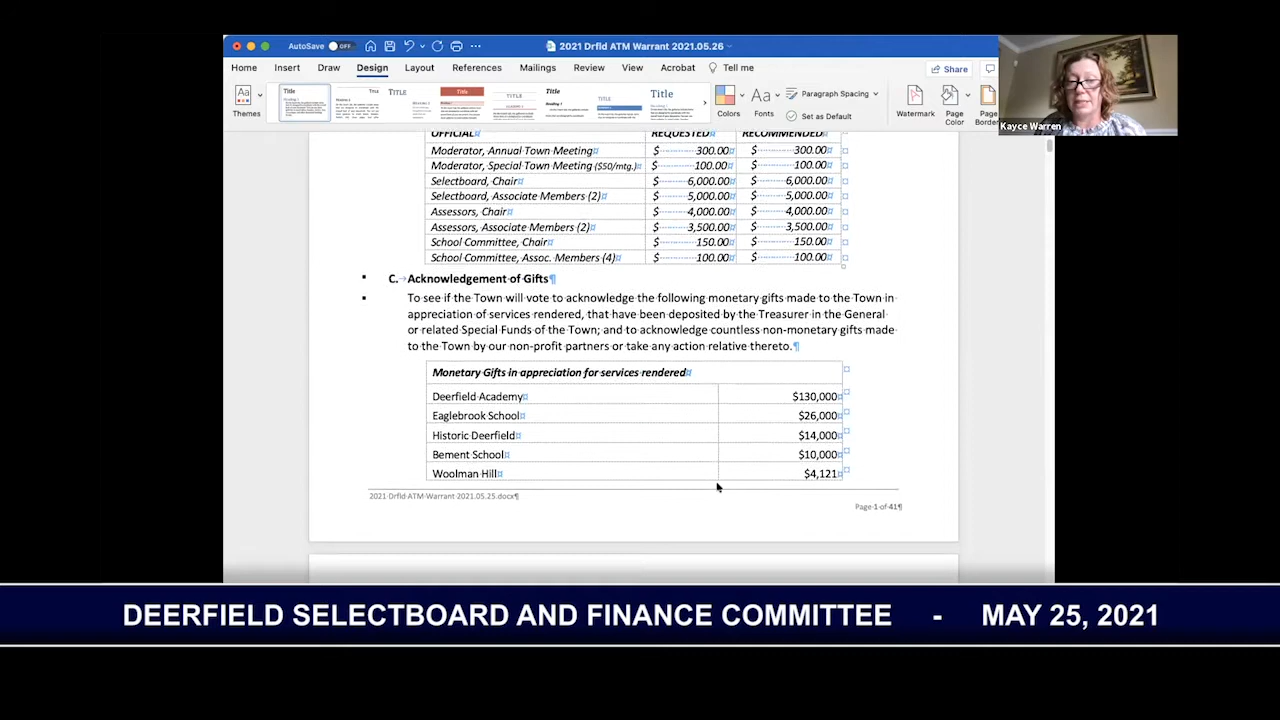 AutoSave OFF
2021 Drfld ATM Warrant 2021.05.26
Home Insert Draw Design Layout References Mailings Review View Acrobat Tell me
Share
Themes
Title
Title
TITLE
Title
TITLE
Title
TITLE
Title
Colors
Fonts
Paragraph Spacing
Set as Default
Watermark
Page
Color
Page
Borders
Kayce Warren
OFFICIAL REQUESTED RECOMMENDED
Moderator, Annual Town Meeting $ 300.00 $ 300.00
Moderator, Special Town Meeting ($50/mtg.) $ 100.00 $ 100.00
Selectboard, Chair $ 6,000.00 $ 6,000.00
Selectboard, Associate Members (2) $ 5,000.00 $ 5,000.00
Assessors, Chair $ 4,000.00 $ 4,000.00
Assessors, Associate Members (2) $ 3,500.00 $ 3,500.00
School Committee, Chair $ 150.00 $ 150.00
School Committee, Assoc. Members (4) $ 100.00 $ 100.00
C. Acknowledgement of Gifts
To see if the Town will vote to acknowledge the following monetary gifts made to the Town in
appreciation of services rendered, that have been deposited by the Treasurer in the General
or related Special Funds of the Town; and to acknowledge countless non-monetary gifts made
to the Town by our non-profit partners or take any action relative thereto.
Monetary Gifts in appreciation for services rendered
Deerfield Academy $130,000
Eaglebrook School $26,000
Historic Deerfield $14,000
Bement School $10,000
Woolman Hill $4,121
2021 Drfld ATM Warrant 2021.05.25.docx
Page 1 of 41
DEERFIELD SELECTBOARD AND FINANCE COMMITTEE - MAY 25, 2021